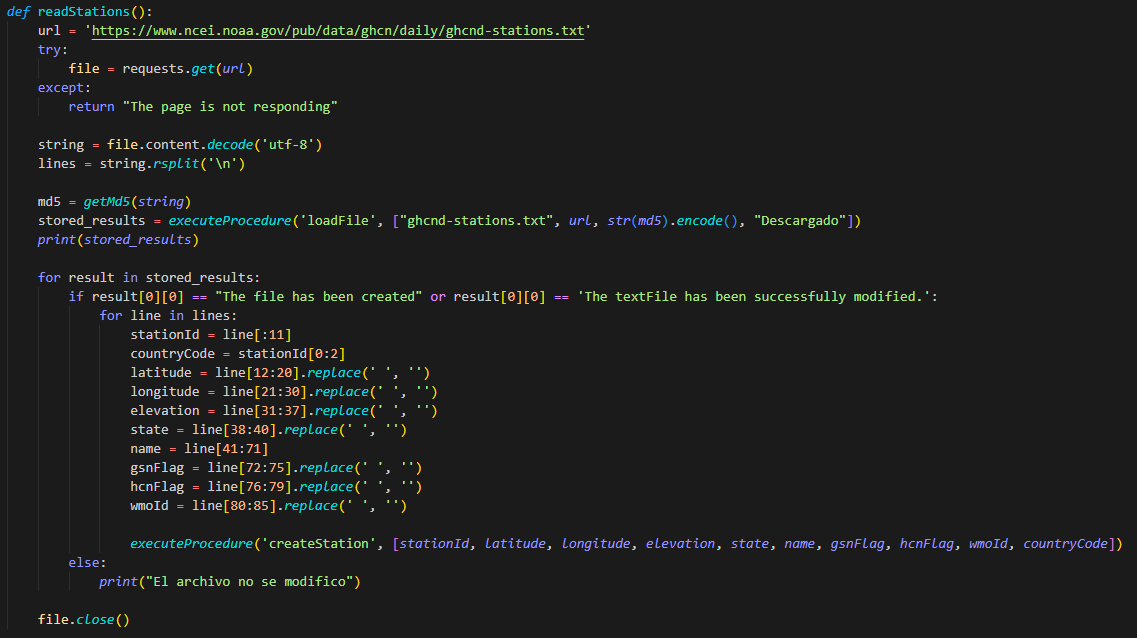 def readStations():
    url = 'https://www.ncei.noaa.gov/pub/data/ghcn/daily/ghcnd-stations.txt'
    try:
        file = requests.get(url)
    except:
        return "The page is not responding"

    string = file.content.decode('utf-8')
    lines = string.rsplit('\n')

    md5 = getMd5(string)
    stored_results = executeProcedure('loadFile', ["ghcnd-stations.txt", url, str(md5).encode(), "Descargado"])
    print(stored_results)

    for result in stored_results:
        if result[0][0] == "The file has been created" or result[0][0] == 'The textFile has been successfully modified.':
            for line in lines:
                stationId = line[:11]
                countryCode = stationId[0:2]
                latitude = line[12:20].replace(' ', '')
                longitude = line[21:30].replace(' ', '')
                elevation = line[31:37].replace(' ', '')
                state = line[38:40].replace(' ', '')
                name = line[41:71]
                gsnFlag = line[72:75].replace(' ', '')
                hcnFlag = line[76:79].replace(' ', '')
                wmoId = line[80:85].replace(' ', '')

                executeProcedure('createStation', [stationId, latitude, longitude, elevation, state, name, gsnFlag, hcnFlag, wmoId, countryCode])
        else:
            print("El archivo no se modifico")

    file.close()